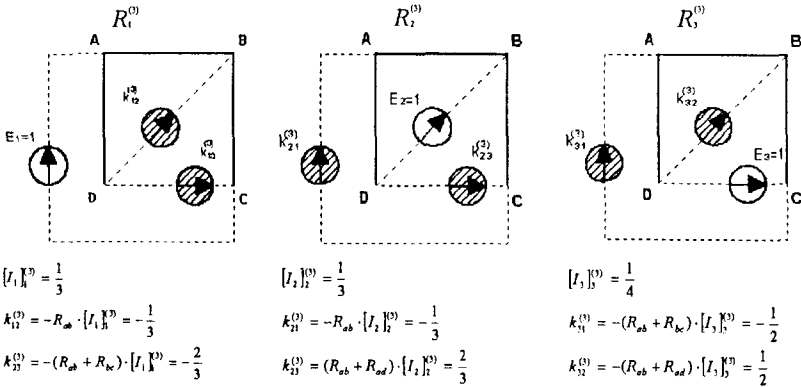 R₁⁽³⁾ R₂⁽³⁾ R₃⁽³⁾
A B
k₁₂⁽³⁾
E₁=1
k₁₃⁽³⁾
D C
A B
E₂=1
k₂₁⁽³⁾ k₂₃⁽³⁾
D C
A B
k₃₂⁽³⁾
k₃₁⁽³⁾ E₃=1
D C
[I₁]₁⁽³⁾ = 1/3
k₁₂⁽³⁾ = −R_ab · [I₁]₁⁽³⁾ = −1/3
k₂₃⁽³⁾ = −(R_ab + R_bc) · [I₁]₁⁽³⁾ = −2/3
[I₂]₂⁽³⁾ = 1/3
k₂₁⁽³⁾ = −R_ab · [I₂]₂⁽³⁾ = −1/3
k₂₃⁽³⁾ = (R_ab + R_ad) · [I₂]₂⁽³⁾ = 2/3
[I₃]₃⁽³⁾ = 1/4
k₃₁⁽³⁾ = −(R_ab + R_bc) · [I₃]₃⁽³⁾ = −1/2
k₃₂⁽³⁾ = −(R_ab + R_ad) · [I₃]₃⁽³⁾ = 1/2